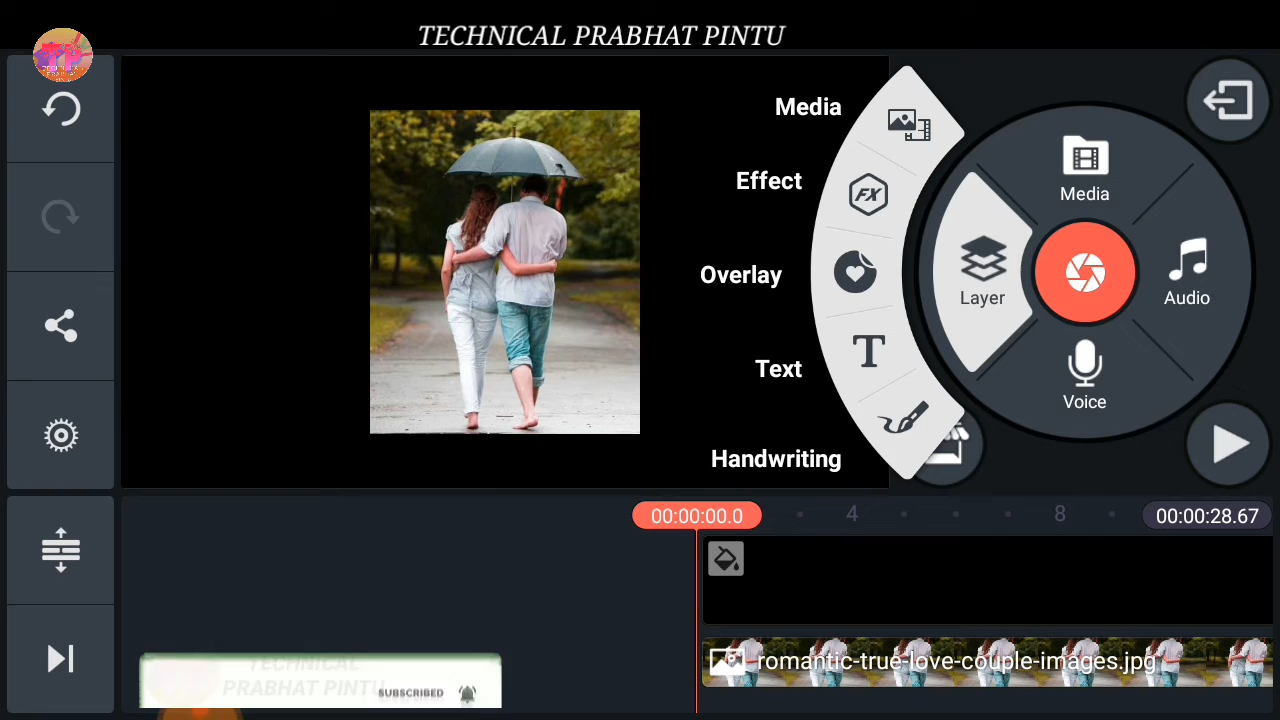 TECHNICAL PRABHAT PINTU
Media
Effect
Overlay
Text
Handwriting
FX
T
Media
Layer
Audio
Voice
00:00:00.0
4
8
00:00:28.67
romantic-true-love-couple-images.jpg
TECHNICAL
PRABHAT PINTU
SUBSCRIBED